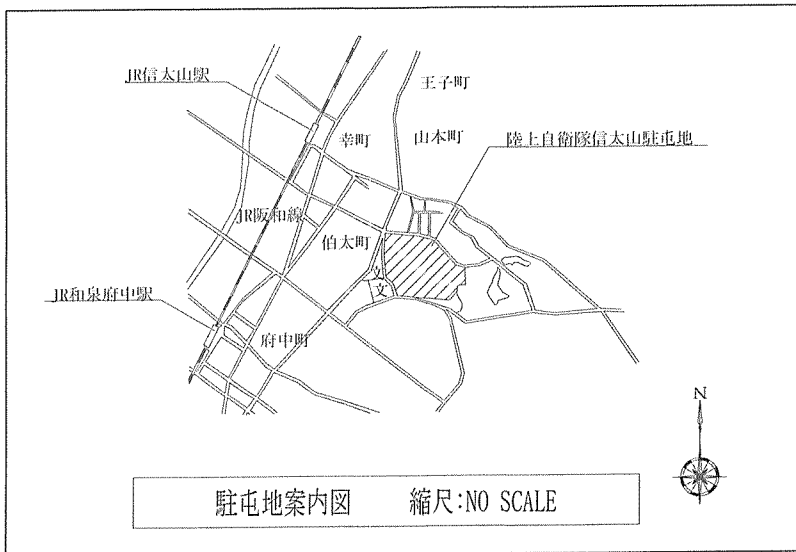 JR信太山駅
王子町
幸町
山本町
陸上自衛隊信太山駐屯地
JR阪和線
伯太町
文
文
JR和泉府中駅
府中町
N
駐屯地案内図 縮尺:NO SCALE